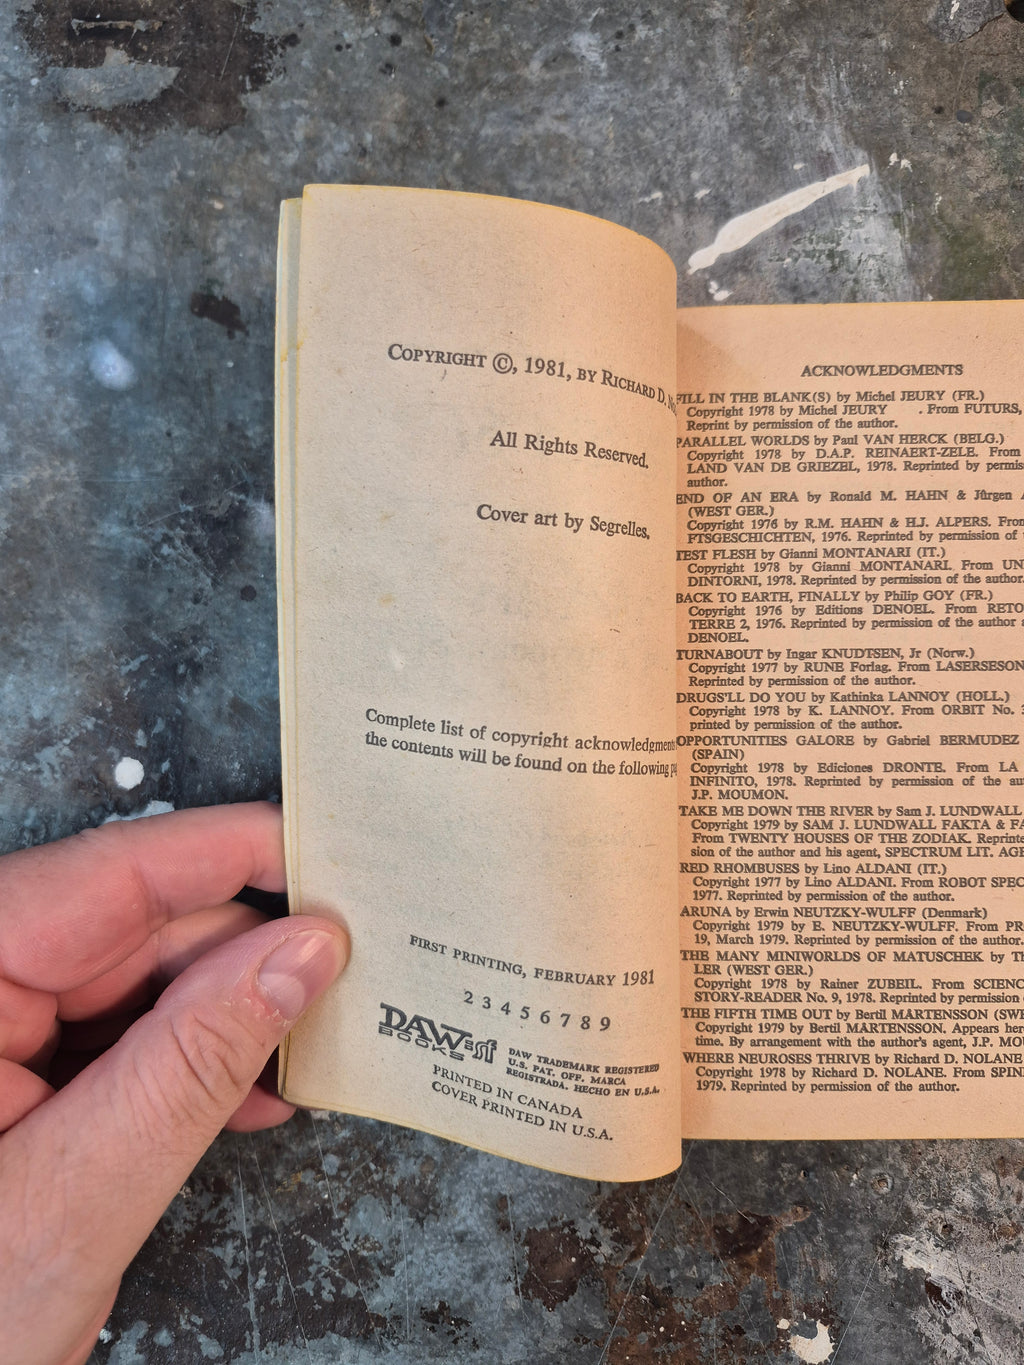 COPYRIGHT ©, 1981, BY RICHARD D.
All Rights Reserved.
Cover art by Segrelles.
Complete list of copyright acknowledgments
the contents will be found on the following
FIRST PRINTING, FEBRUARY 1981
2 3 4 5 6 7 8 9
DAW sf
BOOKS
DAW TRADEMARK REGISTERED
U.S. PAT. OFF. MARCA
REGISTRADA. HECHO EN U.S.A.
PRINTED IN CANADA
COVER PRINTED IN U.S.A.
ACKNOWLEDGMENTS
FILL IN THE BLANK(S) by Michel JEURY (FR.)
Copyright 1978 by Michel JEURY . From FUTURS,
Reprint by permission of the author.
PARALLEL WORLDS by Paul VAN HERCK (BELG.)
Copyright 1978 by D.A.P. REINAERT-ZELE. From
LAND VAN DE GRIEZEL, 1978. Reprinted by
author.
END OF AN ERA by Ronald M. HAHN & Jürgen
(WEST GER.)
Copyright 1976 by R.M. HAHN & H.J. ALPERS. From
FTSGESCHICHTEN, 1976. Reprinted by permission of
TEST FLESH by Gianni MONTANARI (IT.)
Copyright 1978 by Gianni MONTANARI. From
DINTORNI, 1978. Reprinted by permission of the author.
BACK TO EARTH, FINALLY by Philip GOY (FR.)
Copyright 1976 by Editions DENOEL. From
TERRE 2, 1976. Reprinted by permission of the author
DENOEL.
TURNABOUT by Ingar KNUDTSEN, Jr (Norw.)
Copyright 1977 by RUNE Forlag. From
Reprinted by permission of the author.
DRUGS'LL DO YOU by Kathinka LANNOY (HOLL.)
Copyright 1978 by K. LANNOY. From ORBIT No.
printed by permission of the author.
OPPORTUNITIES GALORE by Gabriel BERMUDEZ
(SPAIN)
Copyright 1978 by Ediciones DRONTE. From LA
INFINITO, 1978. Reprinted by permission of the
J.P. MOUMON.
TAKE ME DOWN THE RIVER by Sam J. LUNDWALL
Copyright 1979 by SAM J. LUNDWALL FAKTA &
From TWENTY HOUSES OF THE ZODIAK.
sion of the author and his agent, SPECTRUM LIT.
RED RHOMBUSES by Lino ALDANI (IT.)
Copyright 1977 by Lino ALDANI. From ROBOT
1977. Reprinted by permission of the author.
ARUNA by Erwin NEUTZKY-WULFF (Denmark)
Copyright 1979 by E. NEUTZKY-WULFF. From
19, March 1979. Reprinted by permission of the author.
THE MANY MINIWORLDS OF MATUSCHEK by
LER (WEST GER.)
Copyright 1978 by Rainer ZUBEIL. From
STORY-READER No. 9, 1978. Reprinted by permission
THE FIFTH TIME OUT by Bertil MARTENSSON
Copyright 1979 by Bertil MARTENSSON. Appears
time. By arrangement with the author's agent, J.P.
WHERE NEUROSES THRIVE by Richard D. NOLANE
Copyright 1978 by Richard D. NOLANE. From
1979. Reprinted by permission of the author.